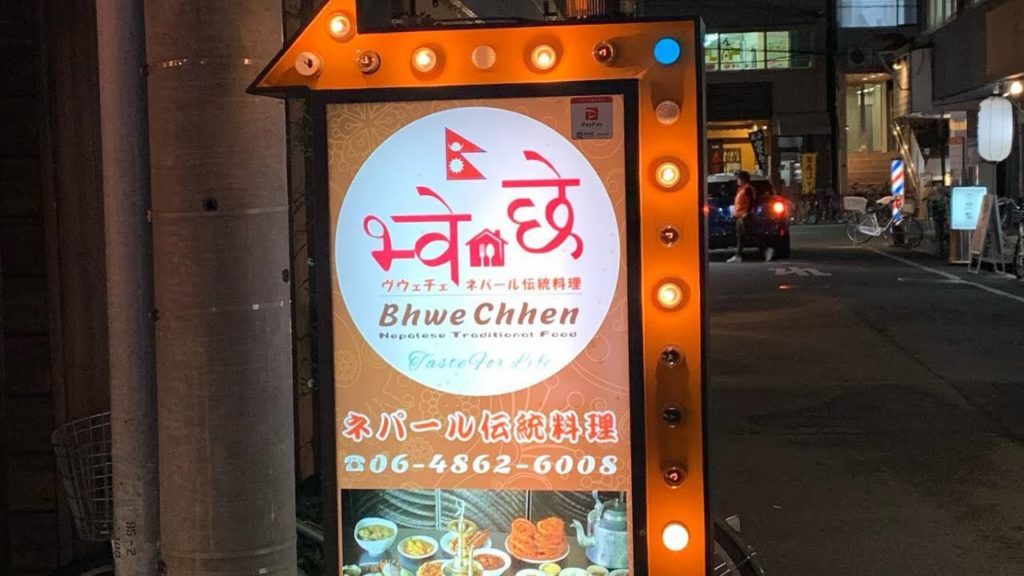 PayPay
भ्वे छेँ
ヴウェチェ ネパール伝統料理
Bhwe Chhen
Nepalese Traditional Food
Taste For Life
ネパール伝統料理
☎06-4862-6008